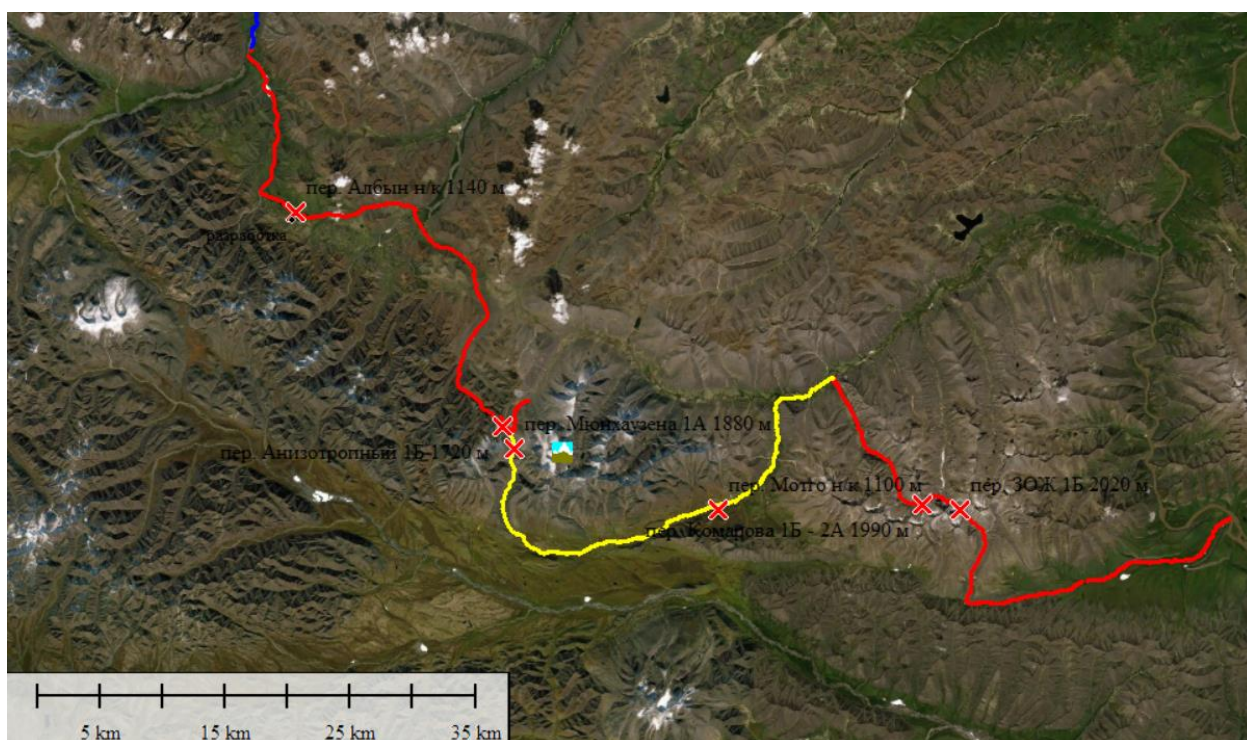 пер. Албын н/к 1140 м
разработка
пер. Мюнхаузена 1А 1880 м
пер. Анизотропный 1Б 1720 м
пер. Мотто н/к 1100 м
пер. ЗОЖ 1Б 2020 м
пер. Комарова 1Б - 2А 1990 м
5 km 15 km 25 km 35 km